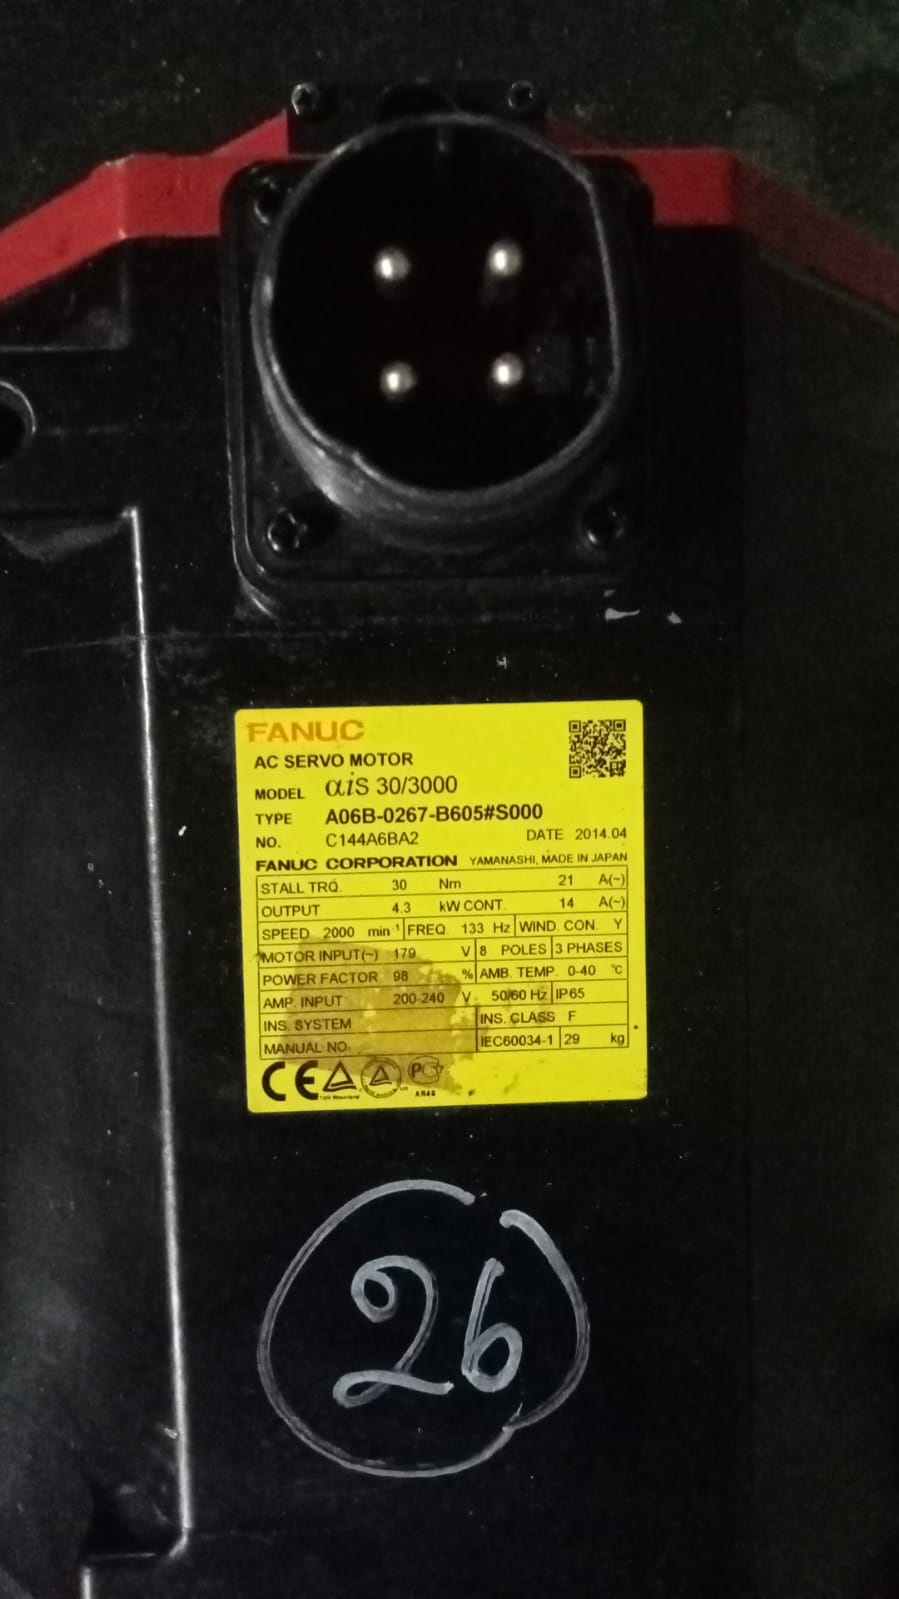 FANUC
AC SERVO MOTOR
MODEL αiS 30/3000
TYPE A06B-0267-B605#S000
NO. C144A6BA2 DATE 2014.04
FANUC CORPORATION YAMANASHI, MADE IN JAPAN
STALL TRQ. 30 Nm 21 A(~)
OUTPUT 4.3 kW CONT. 14 A(~)
SPEED 2000 min⁻¹ FREQ. 133 Hz WIND. CON. Y
MOTOR INPUT(~) 179 V 8 POLES 3 PHASES
POWER FACTOR 98 % AMB. TEMP. 0-40 °C
AMP. INPUT 200-240 V 50/60 Hz IP65
INS. SYSTEM INS. CLASS F
MANUAL NO. IEC60034-1 29 kg
CE
TÜV Rheinland
26